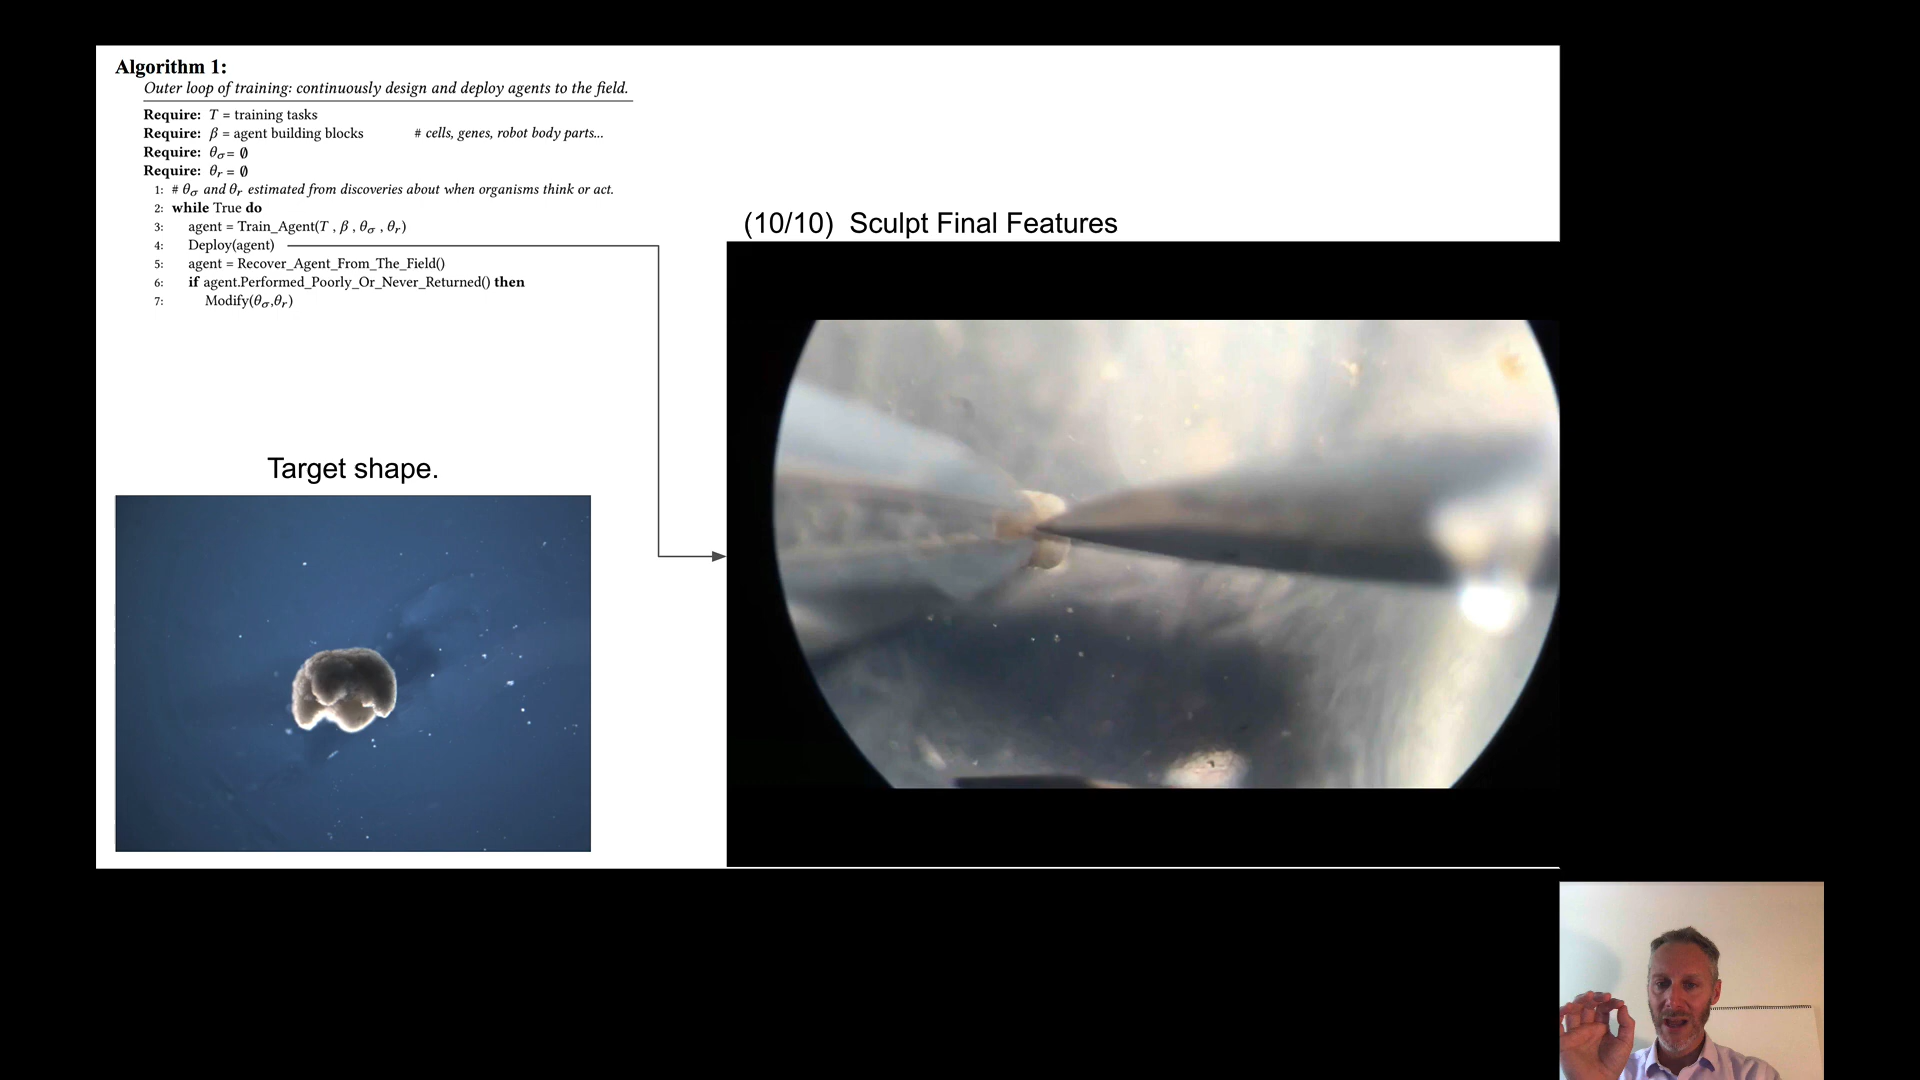 Algorithm 1:
Outer loop of training: continuously design and deploy agents to the field.
Require: T = training tasks
Require: β = agent building blocks # cells, genes, robot body parts...
Require: θσ = ∅
Require: θr = ∅
1: # θσ and θr estimated from discoveries about when organisms think or act.
2: while True do
3: agent = Train_Agent(T , β , θσ , θr)
4: Deploy(agent)
5: agent = Recover_Agent_From_The_Field()
6: if agent.Performed_Poorly_Or_Never_Returned() then
7: Modify(θσ,θr)
(10/10) Sculpt Final Features
Target shape.